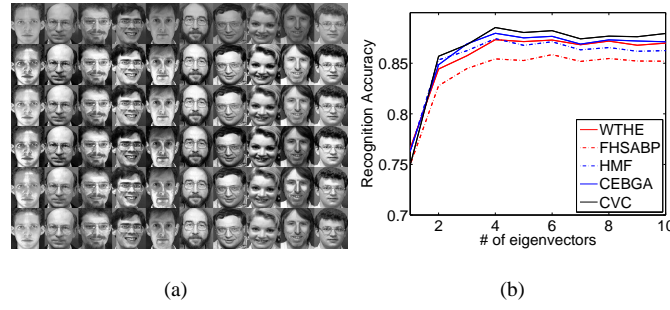 Recognition Accuracy
0.85
0.8
0.75
0.7
2
4
6
8
10
# of eigenvectors
WTHE
FHSABP
HMF
CEBGA
CVC
(a)
(b)